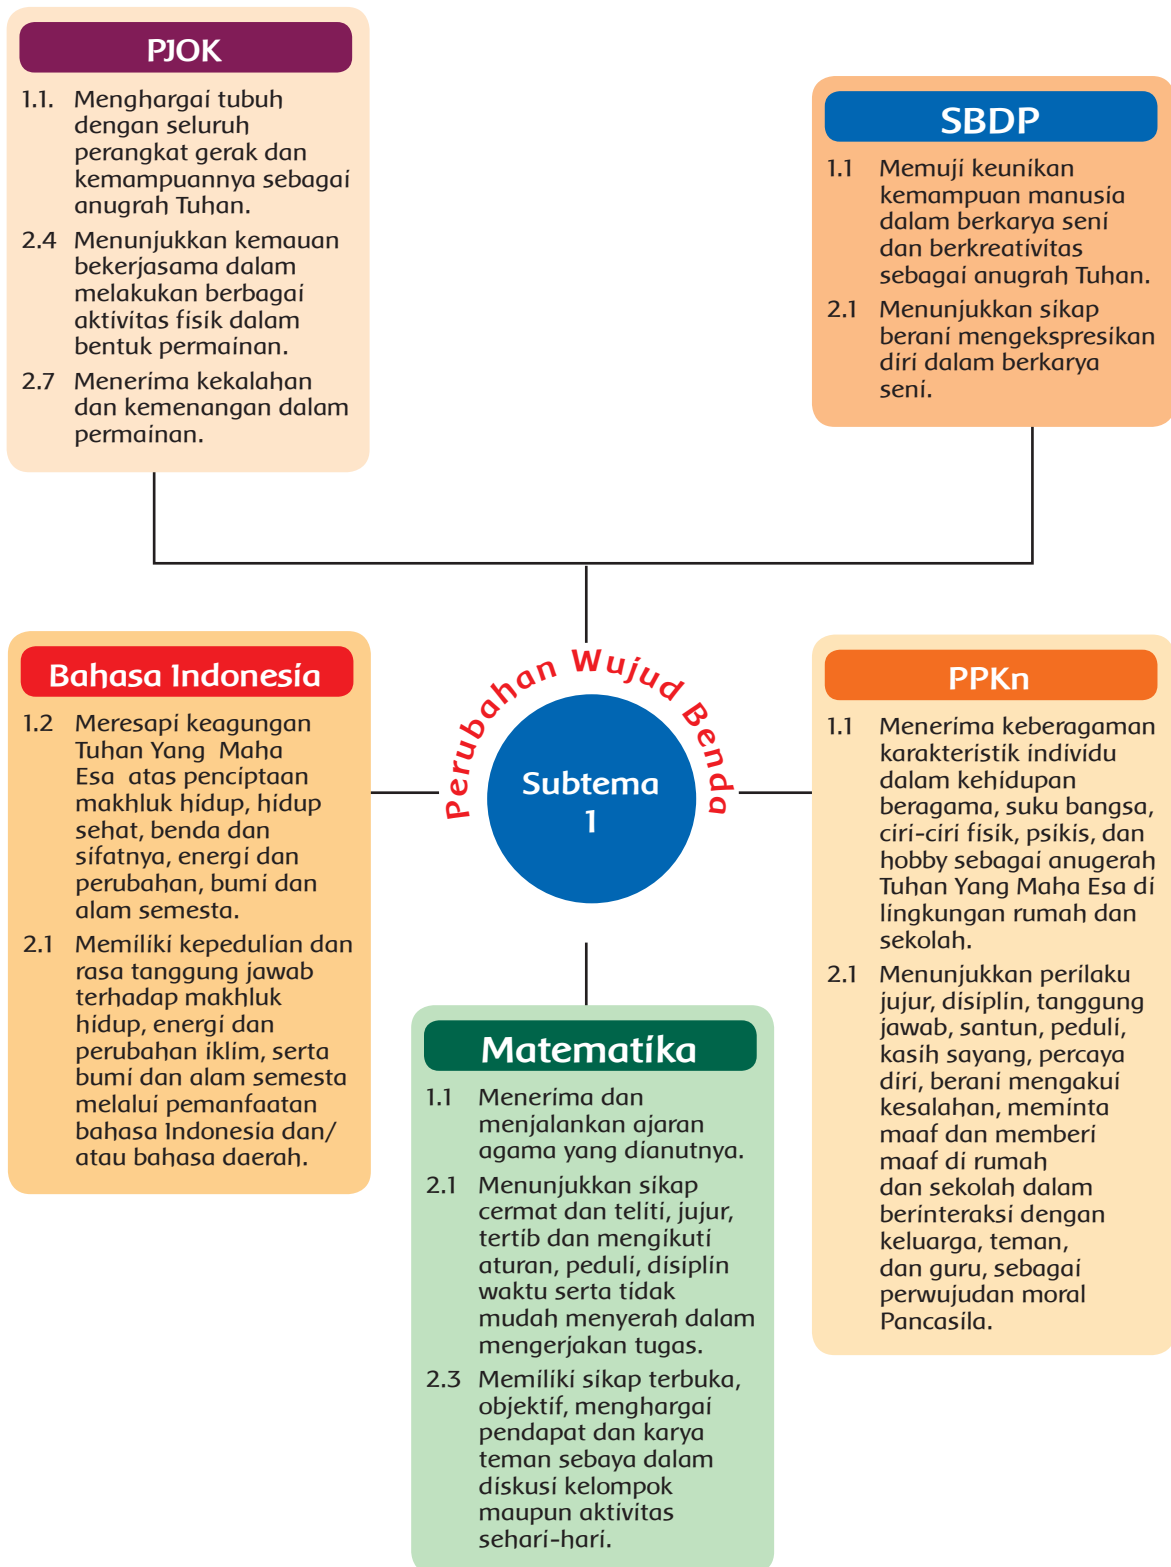 PJOK
1.1. Menghargai tubuh
dengan seluruh
perangkat gerak dan
kemampuannya sebagai
anugrah Tuhan.
2.4 Menunjukkan kemauan
bekerjasama dalam
melakukan berbagai
aktivitas fisik dalam
bentuk permainan.
2.7 Menerima kekalahan
dan kemenangan dalam
permainan.
SBDP
1.1 Memuji keunikan
kemampuan manusia
dalam berkarya seni
dan berkreativitas
sebagai anugrah Tuhan.
2.1 Menunjukkan sikap
berani mengekspresikan
diri dalam berkarya
seni.
Bahasa Indonesia
1.2 Meresapi keagungan
Tuhan Yang Maha
Esa atas penciptaan
makhluk hidup, hidup
sehat, benda dan
sifatnya, energi dan
perubahan, bumi dan
alam semesta.
2.1 Memiliki kepedulian dan
rasa tanggung jawab
terhadap makhluk
hidup, energi dan
perubahan iklim, serta
bumi dan alam semesta
melalui pemanfaatan
bahasa Indonesia dan/
atau bahasa daerah.
Perubahan Wujud Benda
Subtema
1
PPKn
1.1 Menerima keberagaman
karakteristik individu
dalam kehidupan
beragama, suku bangsa,
ciri-ciri fisik, psikis, dan
hobby sebagai anugerah
Tuhan Yang Maha Esa di
lingkungan rumah dan
sekolah.
2.1 Menunjukkan perilaku
jujur, disiplin, tanggung
jawab, santun, peduli,
kasih sayang, percaya
diri, berani mengakui
kesalahan, meminta
maaf dan memberi
maaf di rumah
dan sekolah dalam
berinteraksi dengan
keluarga, teman,
dan guru, sebagai
perwujudan moral
Pancasila.
Matematika
1.1 Menerima dan
menjalankan ajaran
agama yang dianutnya.
2.1 Menunjukkan sikap
cermat dan teliti, jujur,
tertib dan mengikuti
aturan, peduli, disiplin
waktu serta tidak
mudah menyerah dalam
mengerjakan tugas.
2.3 Memiliki sikap terbuka,
objektif, menghargai
pendapat dan karya
teman sebaya dalam
diskusi kelompok
maupun aktivitas
sehari-hari.